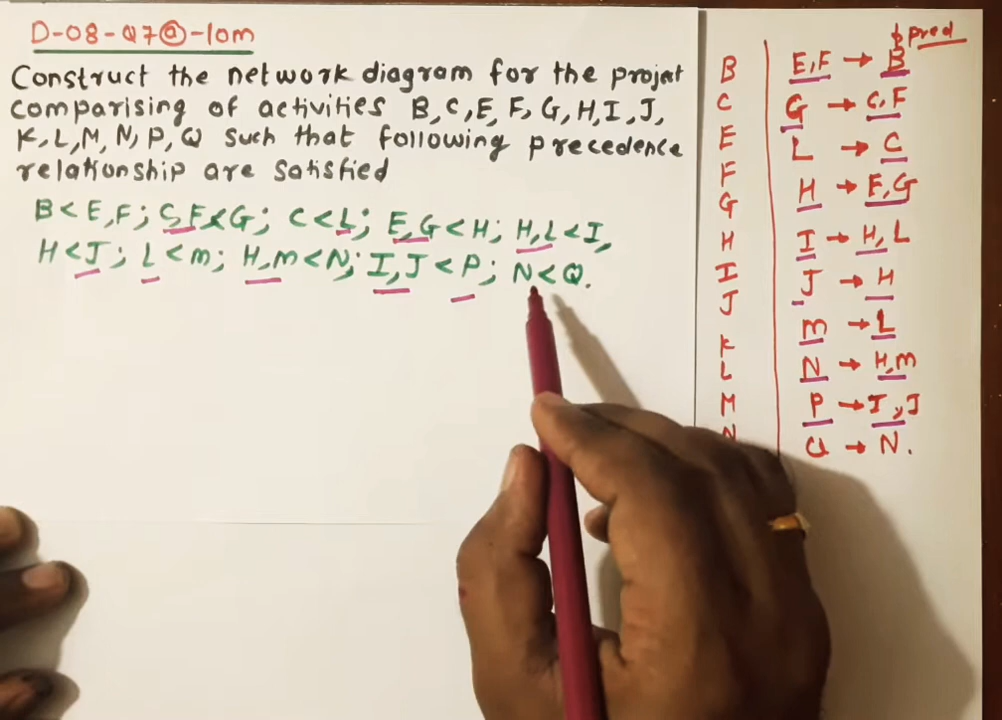 D-08-Q7@-10m
Construct the network diagram for the projet
comparising of activities B, C, E, F, G, H, I, J,
K, L, M, N, P, Q such that following precedence
relationship are satisfied
B < E, F; C, F < G; C < L; E, G < H; H, L < I,
H < J; L < m; H, m < N; I, J < P; N < Q.
pred
B
C
E
F
G
H
I
J
K
L
M
N
E, F → B
G → C, F
L → C
H → E, G
I → H, L
J → H
m → L
N → H, m
P → I, J
Q → N.